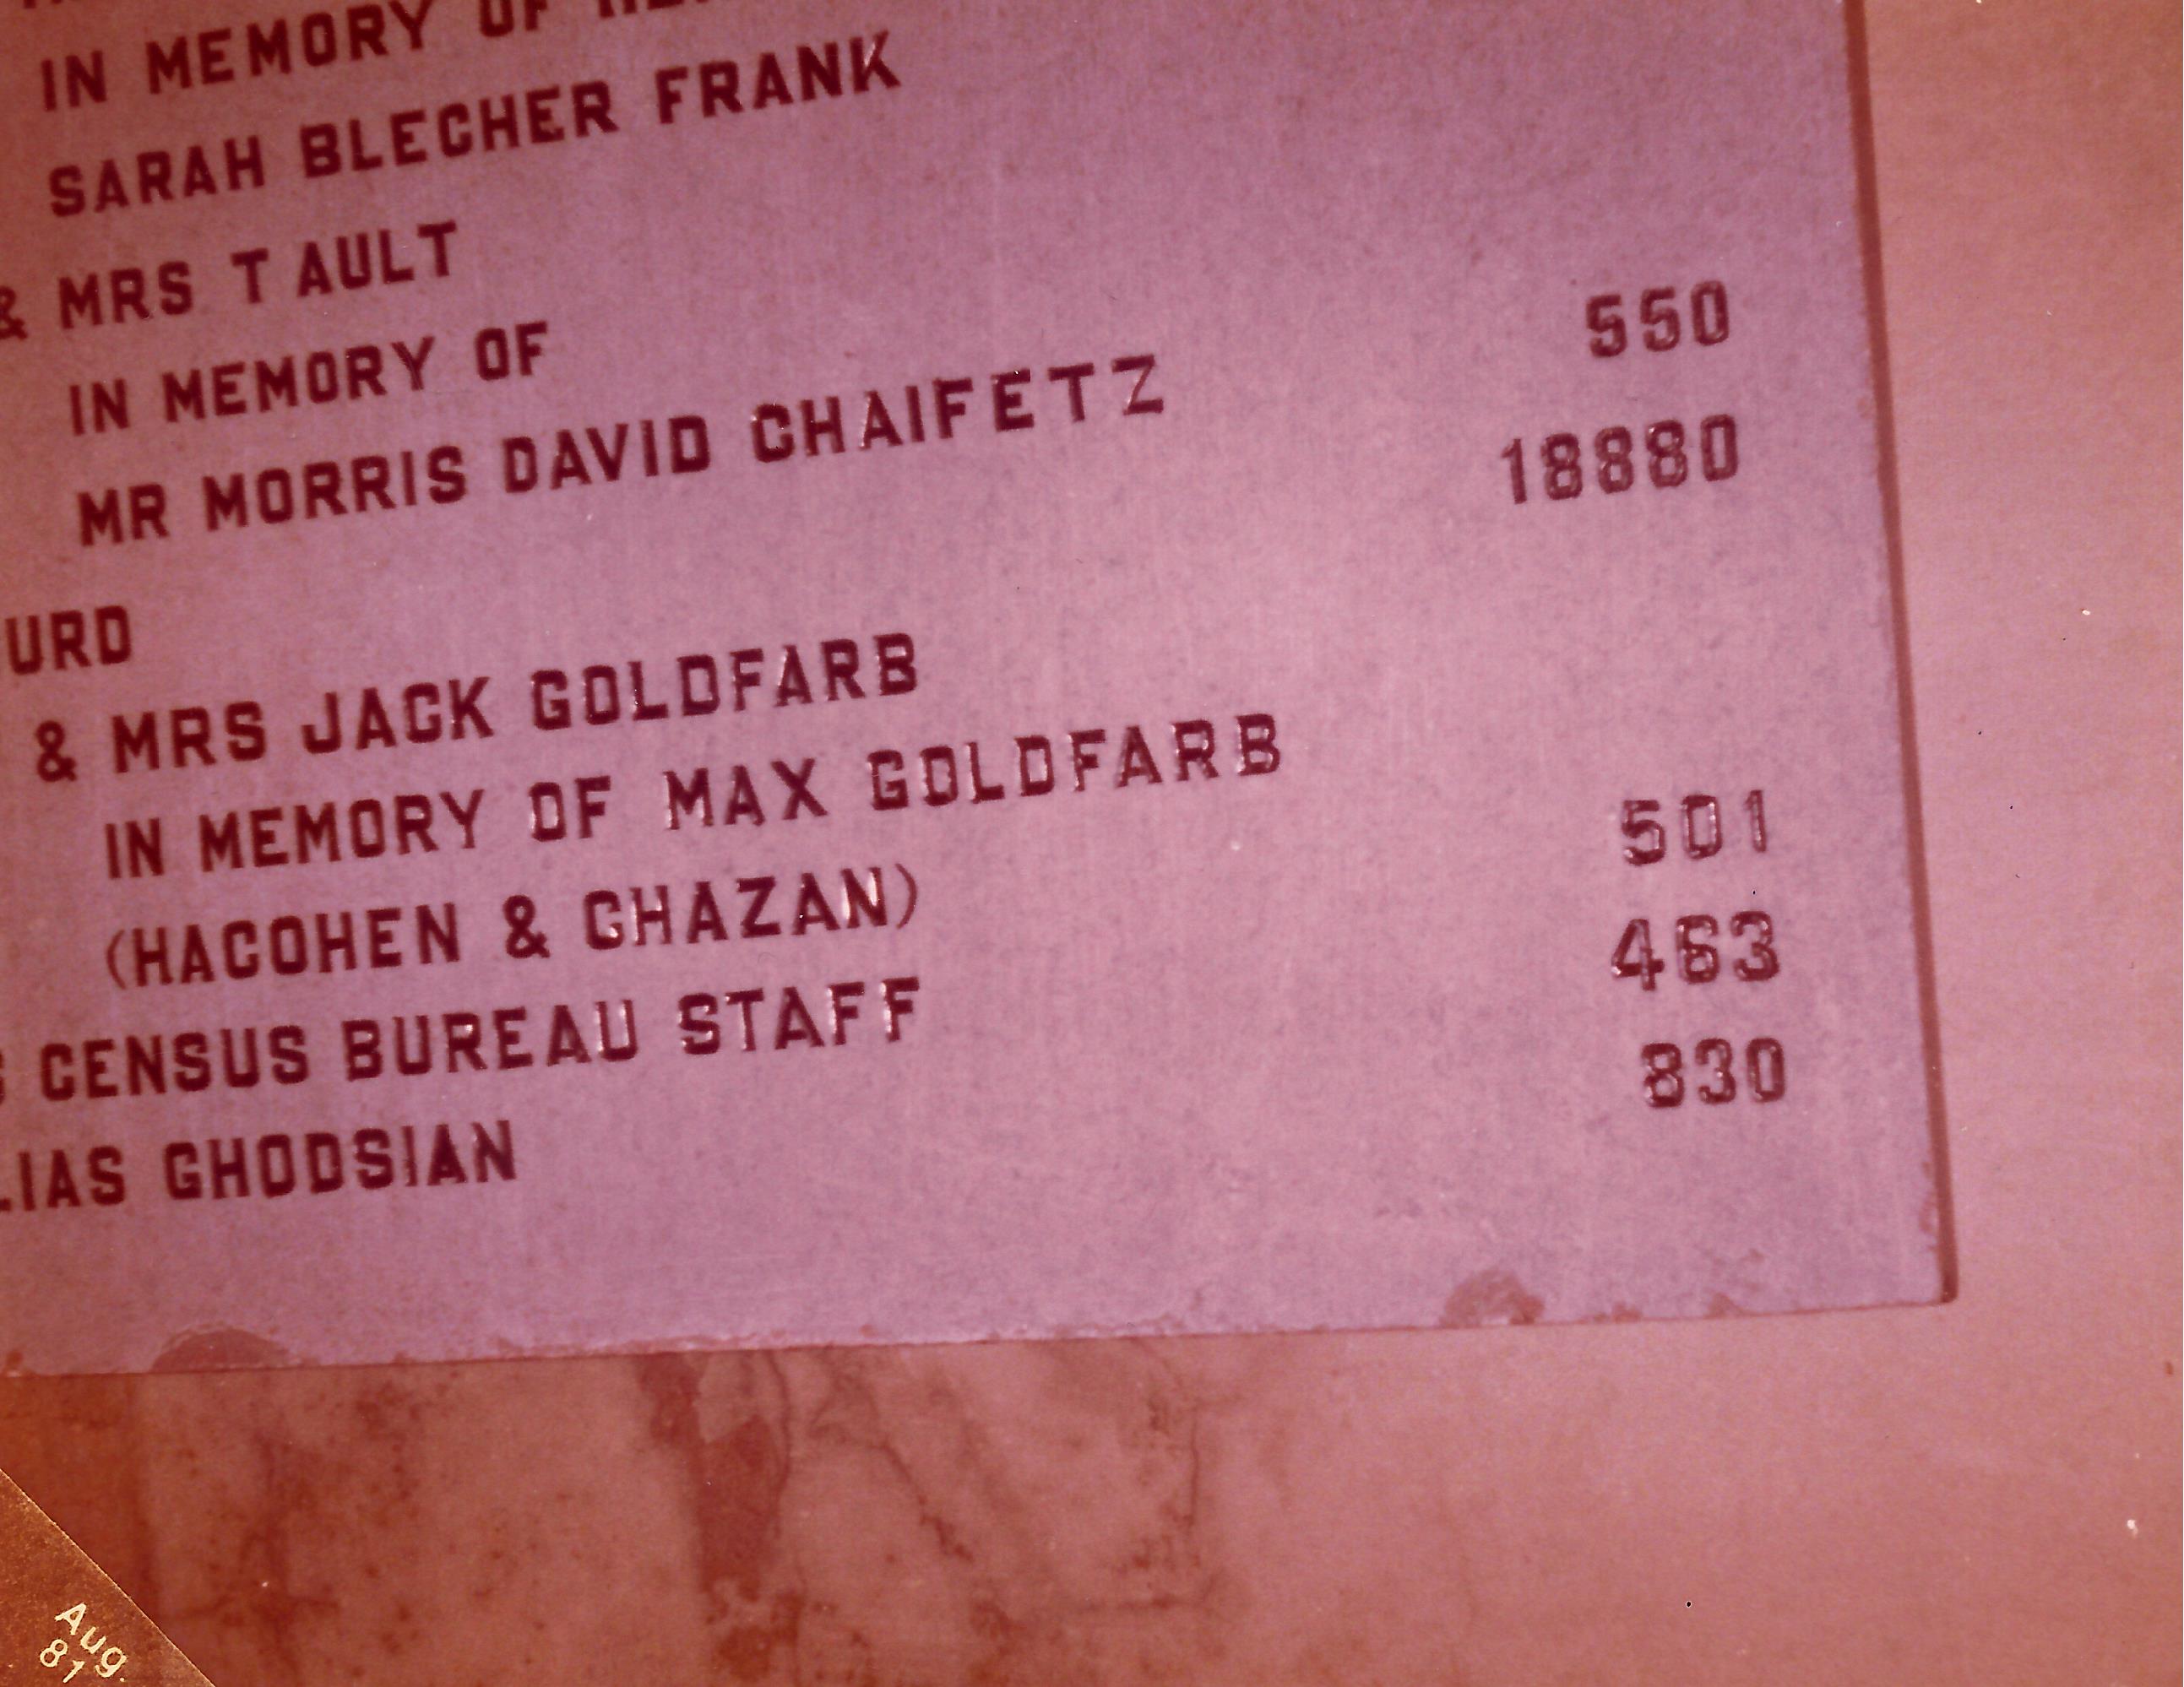 IN MEMORY OF
SARAH BLECHER FRANK
& MRS T AULT
IN MEMORY OF
MR MORRIS DAVID CHAIFETZ 550
URD 18880
& MRS JACK GOLDFARB
IN MEMORY OF MAX GOLDFARB
(HACOHEN & CHAZAN) 501
CENSUS BUREAU STAFF 463
LIAS GHODSIAN 830
Aug.
81